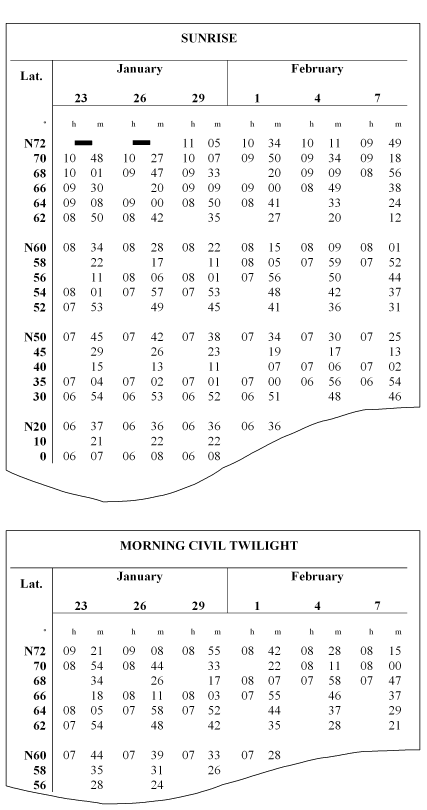 SUNRISE
Lat. January February
23 26 29 1 4 7
° h m h m h m h m h m h m
N72 11 05 10 34 10 11 09 49
70 10 48 10 27 10 07 09 50 09 34 09 18
68 10 01 09 47 09 33 20 09 09 08 56
66 09 30 20 09 09 09 00 08 49 38
64 09 08 09 00 08 50 08 41 33 24
62 08 50 08 42 35 27 20 12
N60 08 34 08 28 08 22 08 15 08 09 08 01
58 22 17 11 08 05 07 59 07 52
56 11 08 06 08 01 07 56 50 44
54 08 01 07 57 07 53 48 42 37
52 07 53 49 45 41 36 31
N50 07 45 07 42 07 38 07 34 07 30 07 25
45 29 26 23 19 17 13
40 15 13 11 07 07 06 07 02
35 07 04 07 02 07 01 07 00 06 56 06 54
30 06 54 06 53 06 52 06 51 48 46
N20 06 37 06 36 06 36 06 36
10 21 22 22
0 06 07 06 08 06 08
MORNING CIVIL TWILIGHT
Lat. January February
23 26 29 1 4 7
° h m h m h m h m h m h m
N72 09 21 09 08 08 55 08 42 08 28 08 15
70 08 54 08 44 33 22 08 11 08 00
68 34 26 17 08 07 07 58 07 47
66 18 08 11 08 03 07 55 46 37
64 08 05 07 58 07 52 44 37 29
62 07 54 48 42 35 28 21
N60 07 44 07 39 07 33 07 28
58 35 31 26
56 28 24